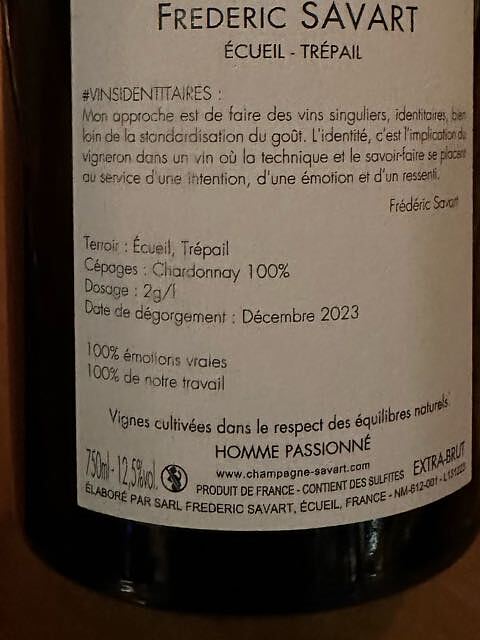 FREDERIC SAVART
ÉCUEIL - TRÉPAIL
#VINSIDENTITAIRES :
Mon approche est de faire des vins singuliers, identitaires, bien
loin de la standardisation du goût. L'identité, c'est l'implication du
vigneron dans un vin où la technique et le savoir-faire se placent
au service d'une intention, d'une émotion et d'un ressenti.
Frédéric Savart
Terroir : Écueil, Trépail
Cépages : Chardonnay 100%
Dosage : 2g/l
Date de dégorgement : Décembre 2023
100% émotions vraies
100% de notre travail
Vignes cultivées dans le respect des équilibres naturels.
HOMME PASSIONNÉ
www.champagne-savart.com
750ml - 12,5%vol. PRODUIT DE FRANCE - CONTIENT DES SULFITES EXTRA-BRUT
ÉLABORÉ PAR SARL FREDERIC SAVART, ÉCUEIL, FRANCE - NM-612-001 -